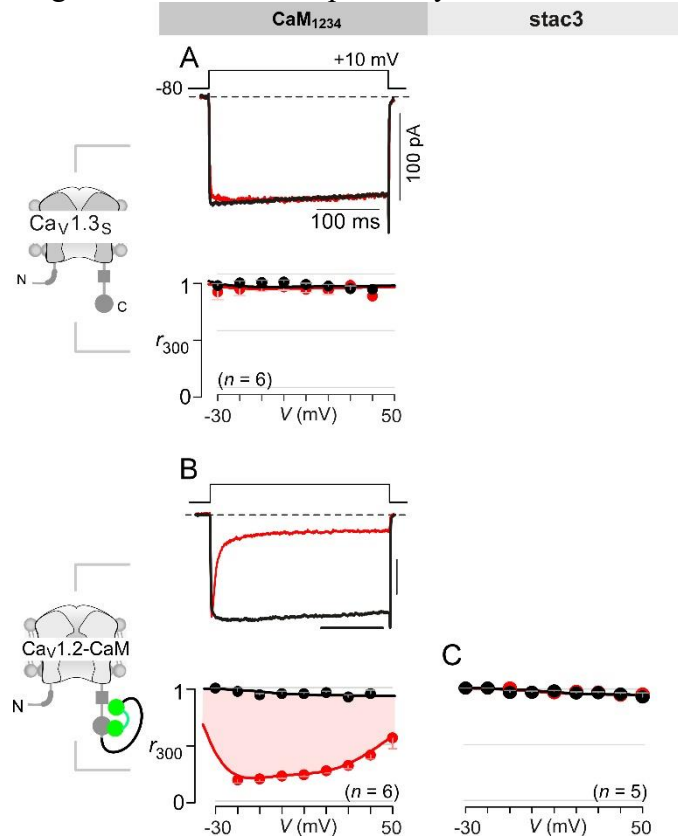 CaM₁₂₃₄ stac3
A
+10 mV
-80
100 pA
100 ms
CaV1.3S
N
C
1
r300
0
(n = 6)
-30 V (mV) 50
B
CaV1.2-CaM
N
1
r300
0
(n = 6)
-30 V (mV) 50
C
(n = 5)
-30 V (mV) 50